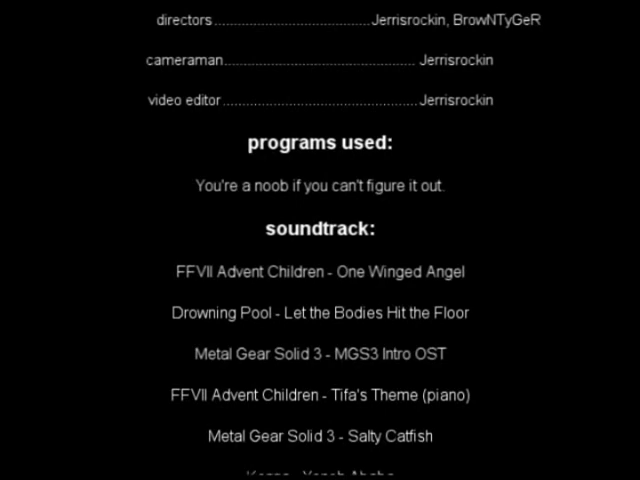 directors......................................Jerrisrockin, BrowNTyGeR
cameraman............................................... Jerrisrockin
video editor................................................Jerrisrockin
programs used:
You're a noob if you can't figure it out.
soundtrack:
FFVII Advent Children - One Winged Angel
Drowning Pool - Let the Bodies Hit the Floor
Metal Gear Solid 3 - MGS3 Intro OST
FFVII Advent Children - Tifa's Theme (piano)
Metal Gear Solid 3 - Salty Catfish